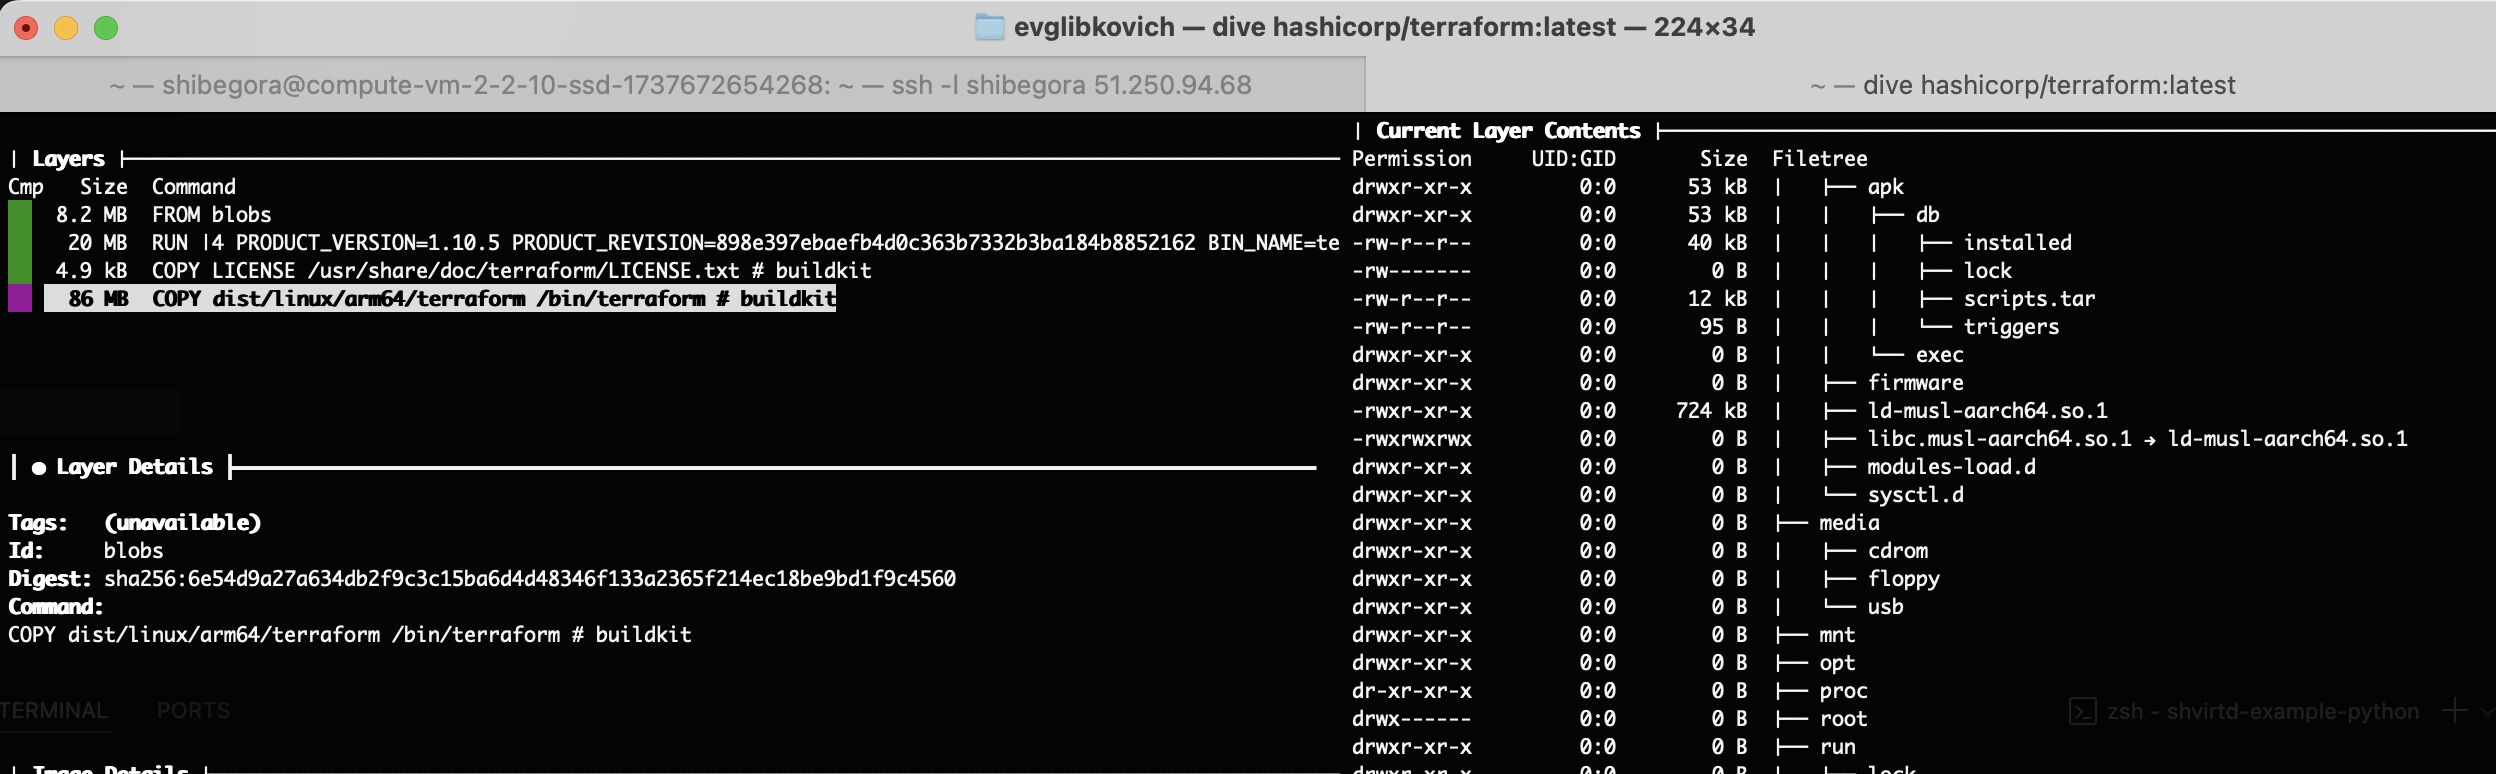 evglibkovich — dive hashicorp/terraform:latest — 224×34
~ — shibegora@compute-vm-2-2-10-ssd-1737672654268: ~ — ssh -l shibegora 51.250.94.68
~ — dive hashicorp/terraform:latest
| Layers |
Cmp Size Command
8.2 MB FROM blobs
20 MB RUN |4 PRODUCT_VERSION=1.10.5 PRODUCT_REVISION=898e397ebaefb4d0c363b7332b3ba184b8852162 BIN_NAME=te
4.9 kB COPY LICENSE /usr/share/doc/terraform/LICENSE.txt # buildkit
86 MB COPY dist/linux/arm64/terraform /bin/terraform # buildkit
| ● Layer Details |
Tags: (unavailable)
Id: blobs
Digest: sha256:6e54d9a27a634db2f9c3c15ba6d4d48346f133a2365f214ec18be9bd1f9c4560
Command:
COPY dist/linux/arm64/terraform /bin/terraform # buildkit
TERMINAL PORTS
| Image Details |
| Current Layer Contents |
Permission UID:GID Size Filetree
drwxr-xr-x 0:0 53 kB │ ├── apk
drwxr-xr-x 0:0 53 kB │ │ ├── db
-rw-r--r-- 0:0 40 kB │ │ │ ├── installed
-rw------- 0:0 0 B │ │ │ ├── lock
-rw-r--r-- 0:0 12 kB │ │ │ ├── scripts.tar
-rw-r--r-- 0:0 95 B │ │ │ └── triggers
drwxr-xr-x 0:0 0 B │ │ └── exec
drwxr-xr-x 0:0 0 B │ ├── firmware
-rwxr-xr-x 0:0 724 kB │ ├── ld-musl-aarch64.so.1
-rwxrwxrwx 0:0 0 B │ ├── libc.musl-aarch64.so.1 → ld-musl-aarch64.so.1
drwxr-xr-x 0:0 0 B │ ├── modules-load.d
drwxr-xr-x 0:0 0 B │ └── sysctl.d
drwxr-xr-x 0:0 0 B ├── media
drwxr-xr-x 0:0 0 B │ ├── cdrom
drwxr-xr-x 0:0 0 B │ ├── floppy
drwxr-xr-x 0:0 0 B │ └── usb
drwxr-xr-x 0:0 0 B ├── mnt
drwxr-xr-x 0:0 0 B ├── opt
dr-xr-xr-x 0:0 0 B ├── proc
drwx------ 0:0 0 B ├── root
drwxr-xr-x 0:0 0 B ├── run
drwxr-xr-x 0:0 0 B │ ├── lock
zsh - shvirtd-example-python